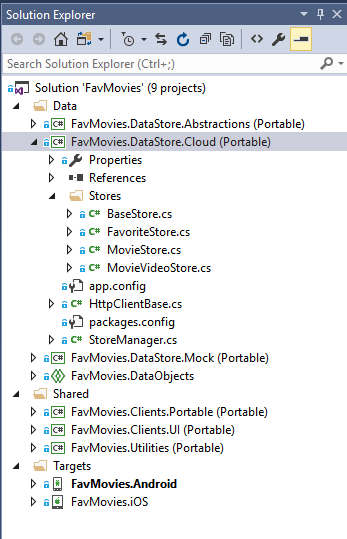 Solution Explorer
Search Solution Explorer (Ctrl+;)
Solution 'FavMovies' (9 projects)
Data
C# FavMovies.DataStore.Abstractions (Portable)
C# FavMovies.DataStore.Cloud (Portable)
Properties
References
Stores
C# BaseStore.cs
C# FavoriteStore.cs
C# MovieStore.cs
C# MovieVideoStore.cs
app.config
C# HttpClientBase.cs
packages.config
C# StoreManager.cs
C# FavMovies.DataStore.Mock (Portable)
FavMovies.DataObjects
Shared
C# FavMovies.Clients.Portable (Portable)
C# FavMovies.Clients.UI (Portable)
C# FavMovies.Utilities (Portable)
Targets
FavMovies.Android
FavMovies.iOS